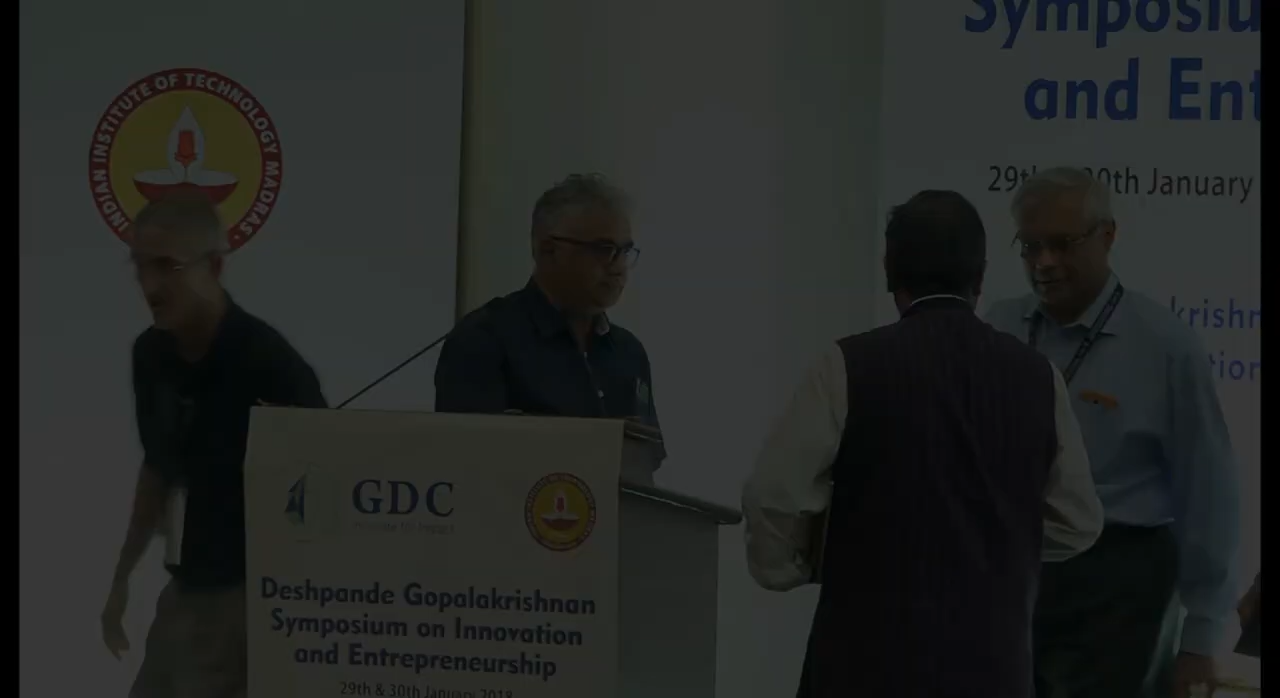 INDIAN INSTITUTE OF TECHNOLOGY MADRAS
Symposiu
and Ent
29th 30th January
krishn
tion
GDC
Deshpande Gopalakrishnan
Symposium on Innovation
and Entrepreneurship
29th & 30th January 2018